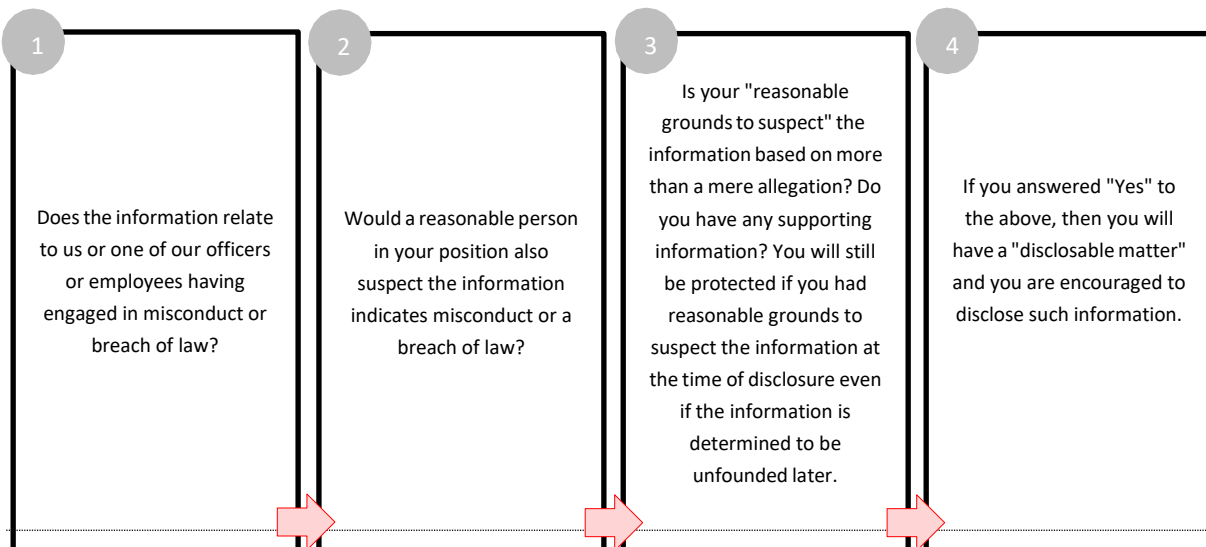 1
Does the information relate
to us or one of our officers
or employees having
engaged in misconduct or
breach of law?
2
Would a reasonable person
in your position also
suspect the information
indicates misconduct or a
breach of law?
3
Is your "reasonable
grounds to suspect" the
information based on more
than a mere allegation? Do
you have any supporting
information? You will still
be protected if you had
reasonable grounds to
suspect the information at
the time of disclosure even
if the information is
determined to be
unfounded later.
4
If you answered "Yes" to
the above, then you will
have a "disclosable matter"
and you are encouraged to
disclose such information.